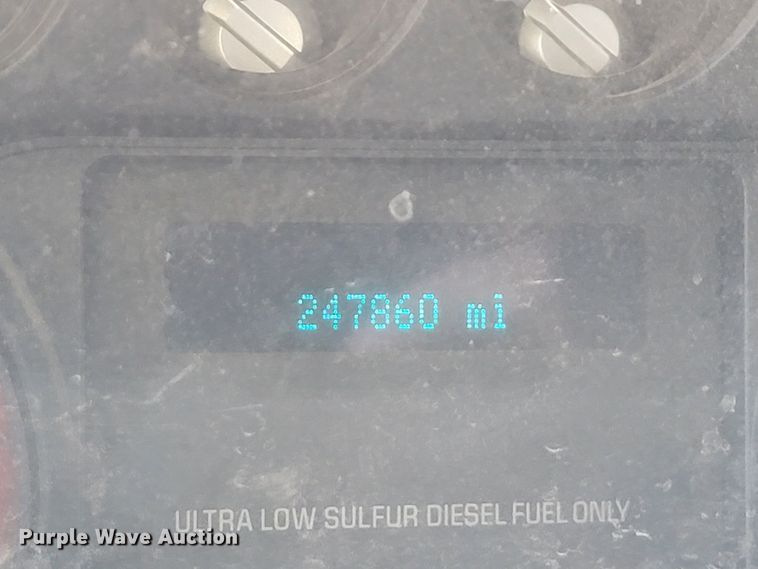 247860 mi
ULTRA LOW SULFUR DIESEL FUEL ONLY
Purple Wave Auction